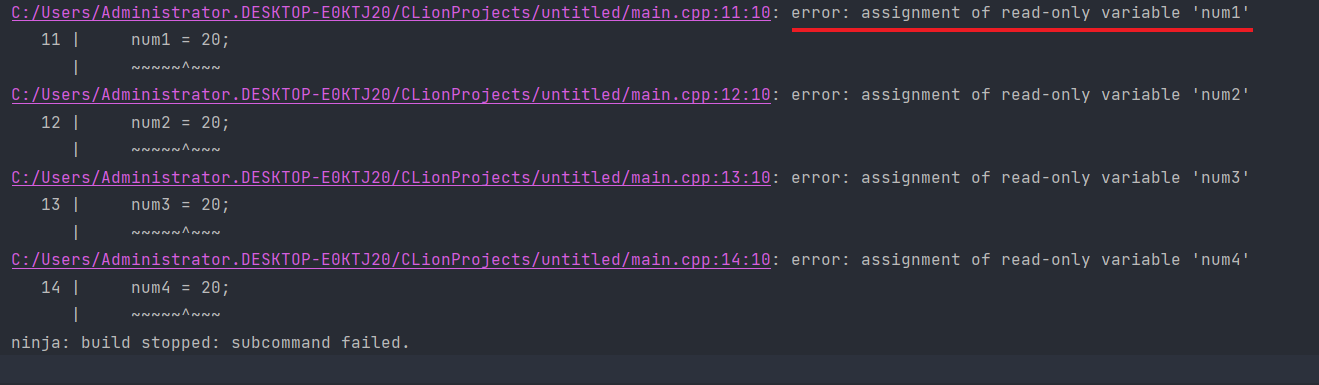 C:/Users/Administrator.DESKTOP-E0KTJ20/CLionProjects/untitled/main.cpp:11:10: error: assignment of read-only variable 'num1'
   11 |     num1 = 20;
      |     ~~~~~^~~~
C:/Users/Administrator.DESKTOP-E0KTJ20/CLionProjects/untitled/main.cpp:12:10: error: assignment of read-only variable 'num2'
   12 |     num2 = 20;
      |     ~~~~~^~~~
C:/Users/Administrator.DESKTOP-E0KTJ20/CLionProjects/untitled/main.cpp:13:10: error: assignment of read-only variable 'num3'
   13 |     num3 = 20;
      |     ~~~~~^~~~
C:/Users/Administrator.DESKTOP-E0KTJ20/CLionProjects/untitled/main.cpp:14:10: error: assignment of read-only variable 'num4'
   14 |     num4 = 20;
      |     ~~~~~^~~~
ninja: build stopped: subcommand failed.